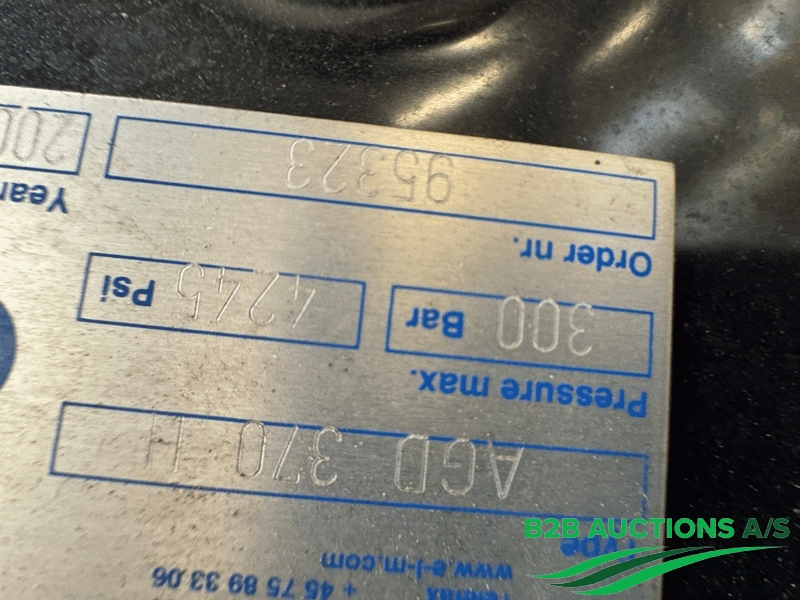 Telefax + 45 75 89 33 06
www.e-l-m.com
Type
AGD 370 H
Pressure max.
300 Bar 4245 Psi
Order nr. Year
95323 200
B2B AUCTIONS A/S